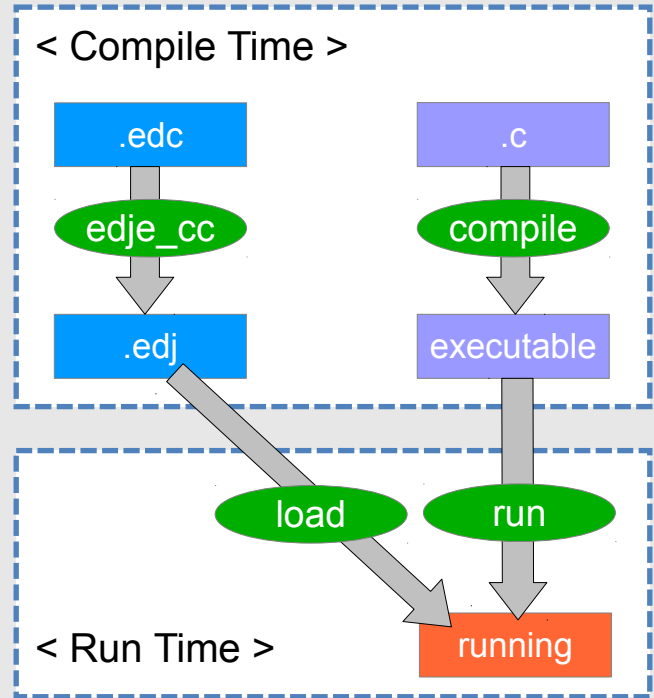 < Compile Time >
.edc
.c
edje_cc
compile
.edj
executable
load
run
running
< Run Time >